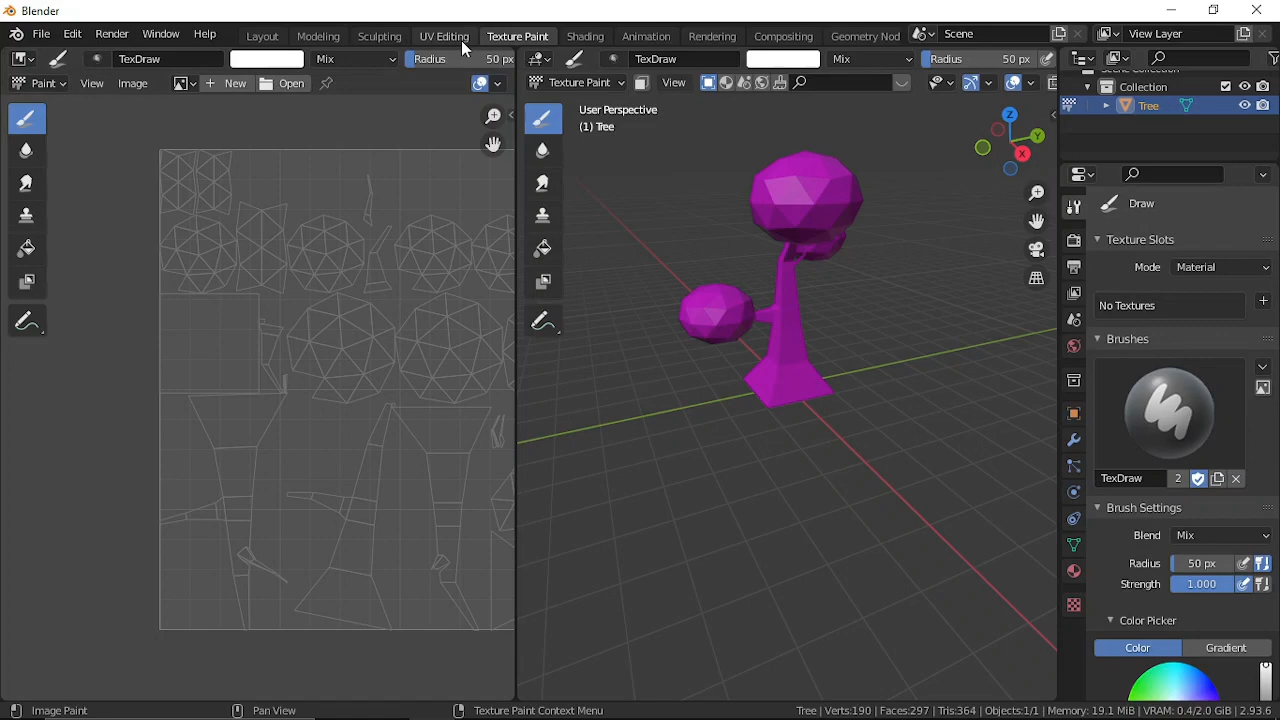 Blender
File Edit Render Window Help Layout Modeling Sculpting UV Editing Texture Paint Shading Animation Rendering Compositing Geometry Nod Scene View Layer
TexDraw Mix Radius 50 px TexDraw Mix Radius 50 px
Paint View Image New Open Texture Paint View
User Perspective
(1) Tree
Z
Y
X
Scene Collection
Collection
Tree
Draw
Texture Slots
Mode Material
No Textures
Brushes
TexDraw 2
Brush Settings
Blend Mix
Radius 50 px
Strength 1.000
Color Picker
Color Gradient
Image Paint Pan View Texture Paint Context Menu Tree | Verts:190 | Faces:297 | Tris:364 | Objects:1/1 | Memory: 19.1 MiB | VRAM: 0.4/2.0 GiB | 2.93.6